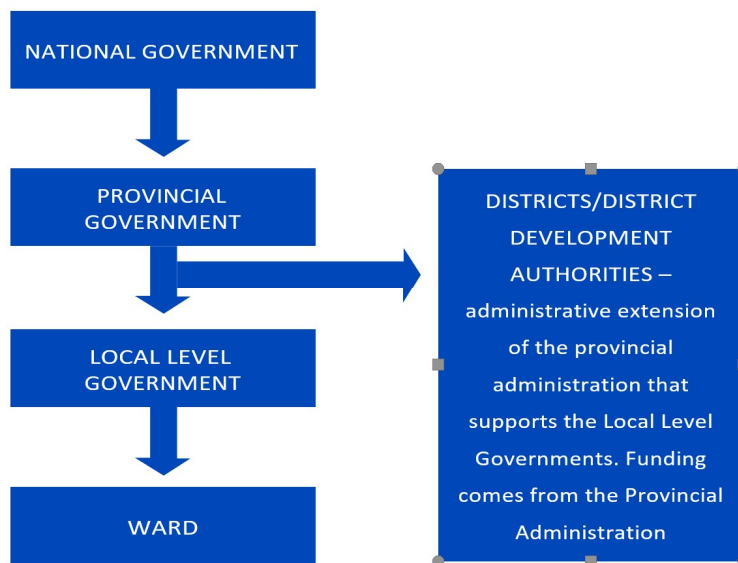 NATIONAL GOVERNMENT
PROVINCIAL
GOVERNMENT
LOCAL LEVEL
GOVERNMENT
WARD
DISTRICTS/DISTRICT
DEVELOPMENT
AUTHORITIES –
administrative extension
of the provincial
administration that
supports the Local Level
Governments. Funding
comes from the Provincial
Administration